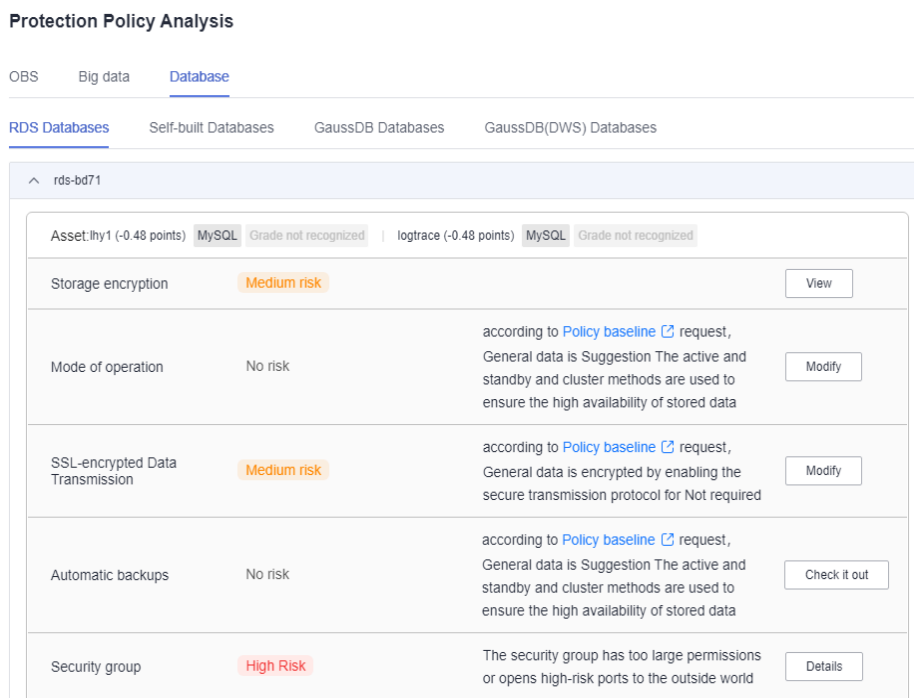 Protection Policy Analysis
OBS Big data Database
RDS Databases Self-built Databases GaussDB Databases GaussDB(DWS) Databases
rds-bd71
Asset:lhy1 (-0.48 points) MySQL Grade not recognized | logtrace (-0.48 points) MySQL Grade not recognized
Storage encryption Medium risk View
according to Policy baseline request,
General data is Suggestion The active and
Mode of operation No risk Modify
standby and cluster methods are used to
ensure the high availability of stored data
according to Policy baseline request,
SSL-encrypted Data Transmission Medium risk General data is encrypted by enabling the Modify
secure transmission protocol for Not required
according to Policy baseline request,
General data is Suggestion The active and
Automatic backups No risk Check it out
standby and cluster methods are used to
ensure the high availability of stored data
The security group has too large permissions
Security group High Risk Details
or opens high-risk ports to the outside world